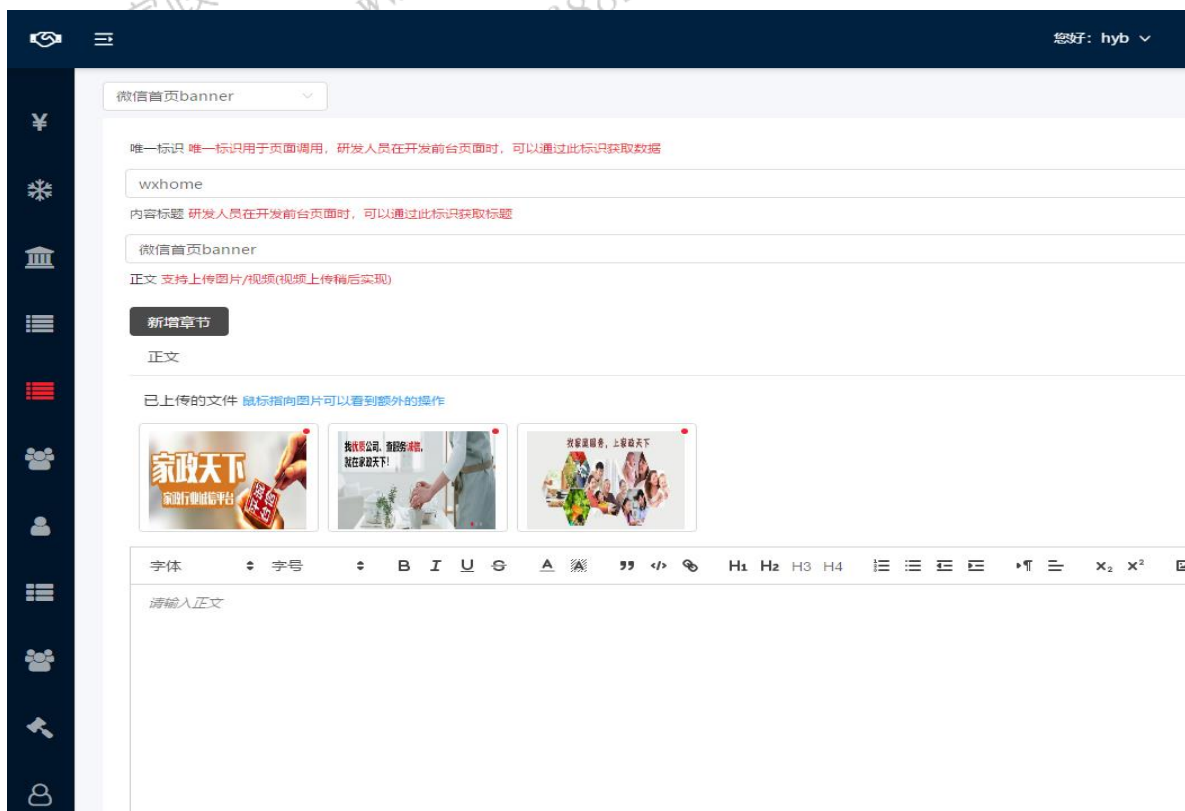 您好：hyb
微信首页banner
唯一标识 唯一标识用于页面调用，研发人员在开发前台页面时，可以通过此标识获取数据
wxhome
内容标题 研发人员在开发前台页面时，可以通过此标识获取标题
微信首页banner
正文 支持上传图片/视频(视频上传稍后实现)
新增章节
正文
已上传的文件 鼠标指向图片可以看到额外的操作
家政天下
家政行业诚信平台
找优质公司、查服务诚信，
就在家政天下！
找家庭服务，上家政天下
字体 字号 B I U S A A H1 H2 H3 H4 X₂ X²
请输入正文